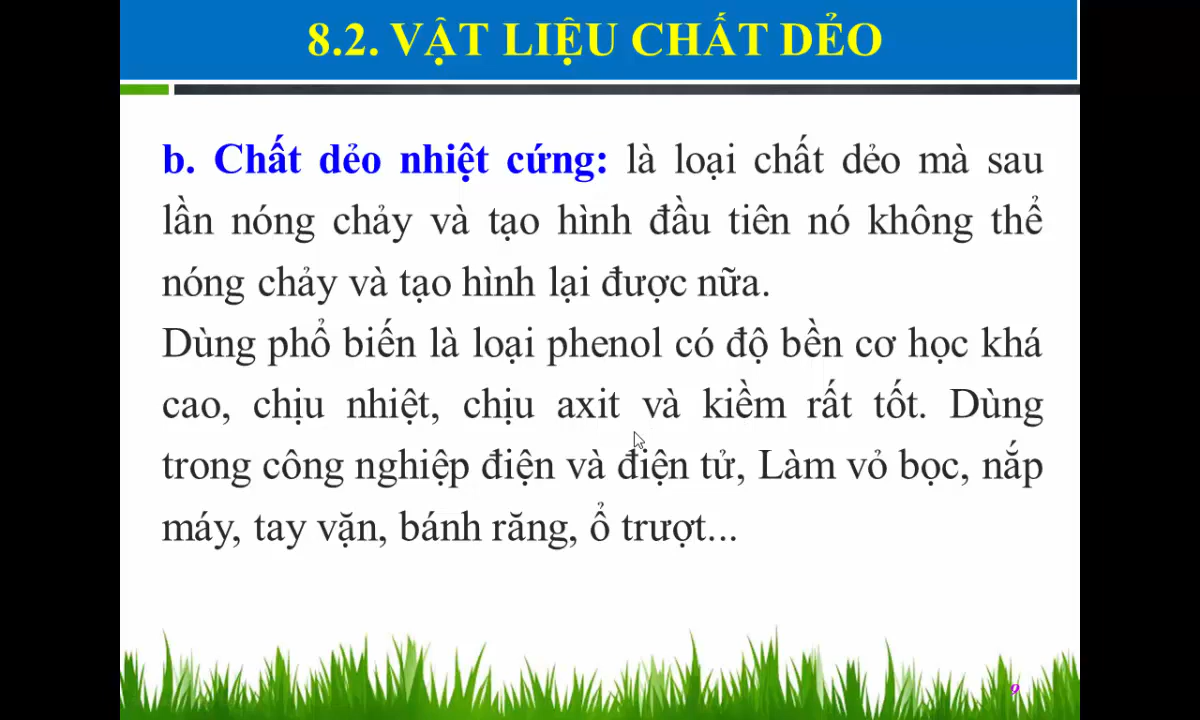 8.2. VẬT LIỆU CHẤT DẺO
b. Chất dẻo nhiệt cứng: là loại chất dẻo mà sau
lần nóng chảy và tạo hình đầu tiên nó không thể
nóng chảy và tạo hình lại được nữa.
Dùng phổ biến là loại phenol có độ bền cơ học khá
cao, chịu nhiệt, chịu axit và kiềm rất tốt. Dùng
trong công nghiệp điện và điện tử, Làm vỏ bọc, nắp
máy, tay vặn, bánh răng, ổ trượt...
9